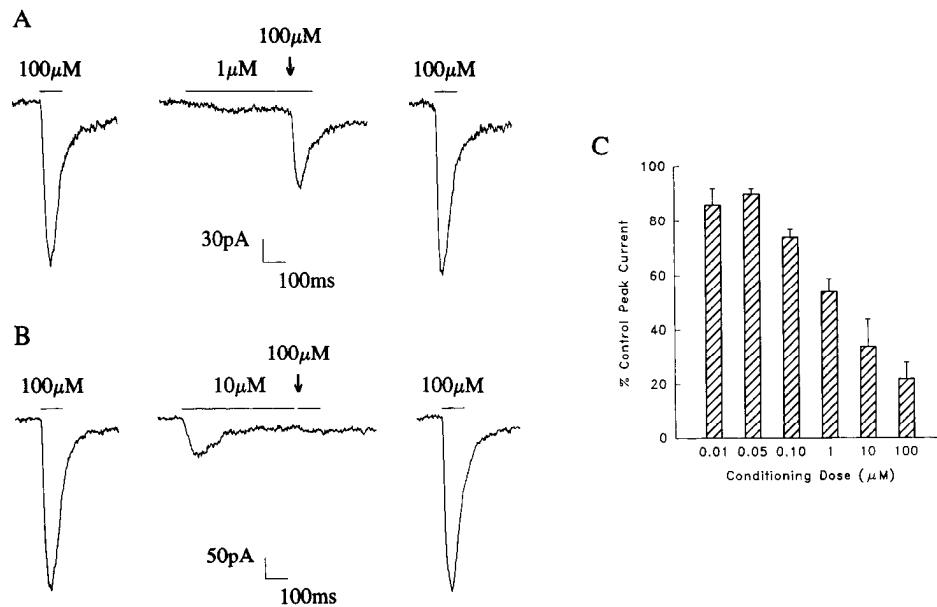 A
100μM
1μM
100μM
100μM
30pA
100ms
B
100μM
10μM
100μM
100μM
50pA
100ms
C
% Control Peak Current
100
80
60
40
20
0
0.01 0.05 0.10 1 10 100
Conditioning Dose (μM)